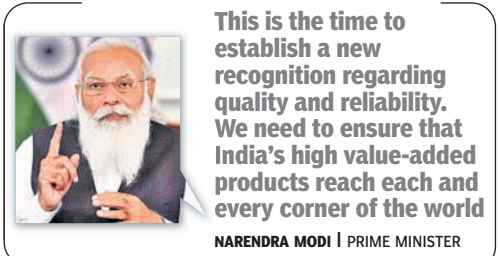 This is the time to
establish a new
recognition regarding
quality and reliability.
We need to ensure that
India's high value-added
products reach each and
every corner of the world
NARENDRA MODI | PRIME MINISTER